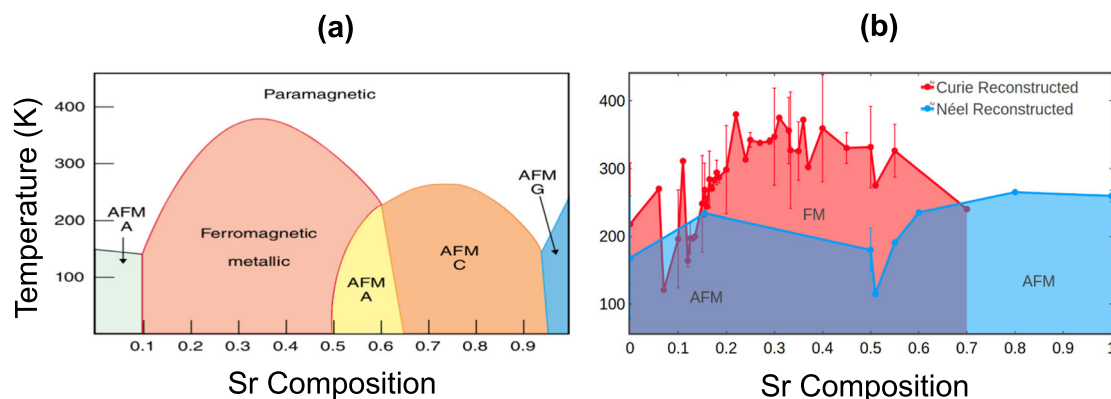 (a)
(b)
Temperature (K)
400
300
200
100
Paramagnetic
AFM
A
Ferromagnetic
metallic
AFM
A
AFM
C
AFM
G
0.1
0.2
0.3
0.4
0.5
0.6
0.7
0.8
0.9
Sr Composition
400
300
200
100
Curie Reconstructed
Néel Reconstructed
FM
AFM
AFM
0
0.1
0.2
0.3
0.4
0.5
0.6
0.7
0.8
0.9
1
Sr Composition